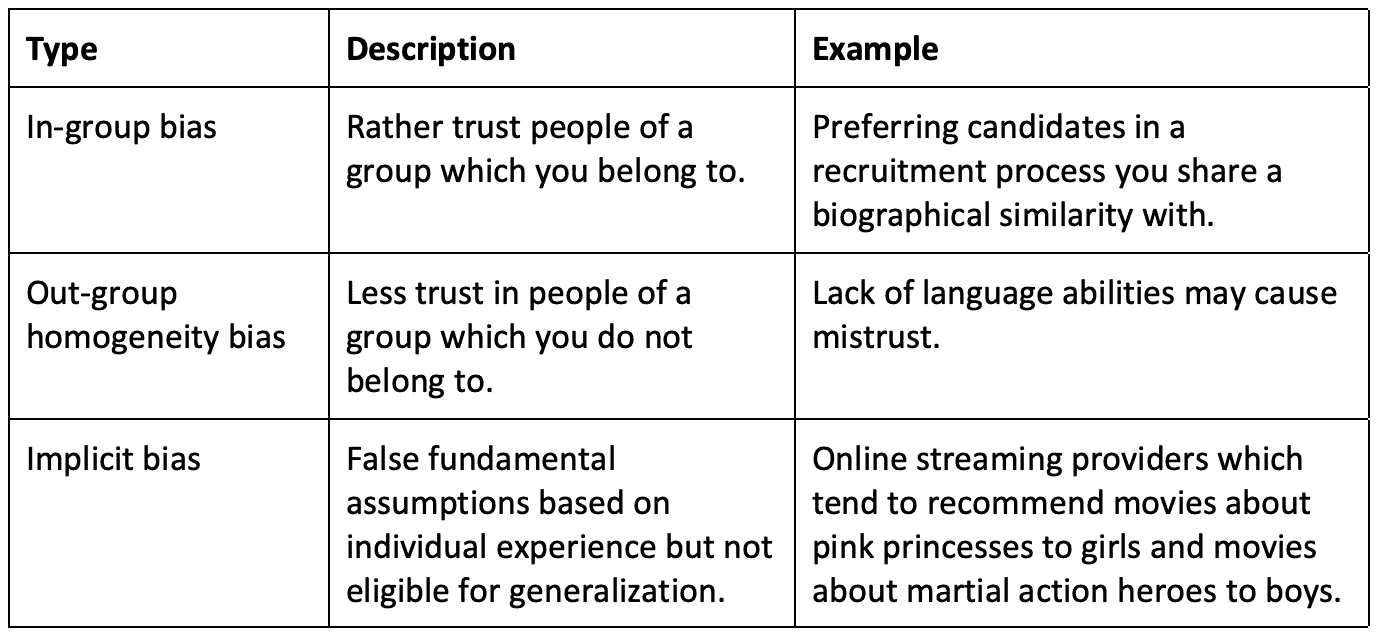 Type
Description
Example
In-group bias
Rather trust people of a
group which you belong to.
Preferring candidates in a
recruitment process you share a
biographical similarity with.
Out-group
homogeneity bias
Less trust in people of a
group which you do not
belong to.
Lack of language abilities may cause
mistrust.
Implicit bias
False fundamental
assumptions based on
individual experience but not
eligible for generalization.
Online streaming providers which
tend to recommend movies about
pink princesses to girls and movies
about martial action heroes to boys.